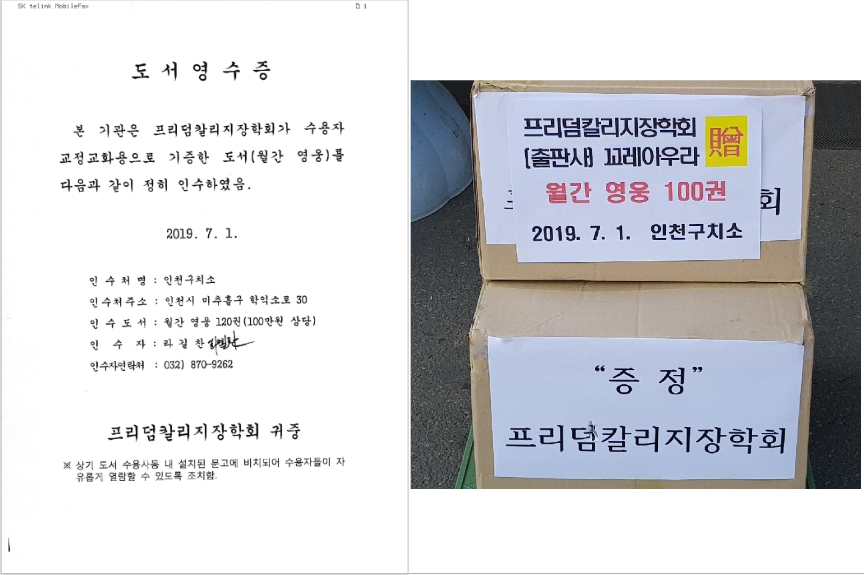 SK telink MobileFax
1
도 서 영 수 증
본 기관은 프리덤칼리지장학회가 수용자
교정교화용으로 기증한 도서(월간 영웅)를
다음과 같이 정히 인수하였음.
2019. 7. 1.
인 수 처 명 : 인천구치소
인수처주소 : 인천시 미추홀구 학익소로 30
인 수 도 서 : 월간 영웅 120권(100만원 상당)
인 수 자 : 라 길 찬
인수자연락처 : 032) 870-9262
프리덤칼리지장학회 귀중
※ 상기 도서 수용사동 내 설치된 문고에 비치되어 수용자들이 자
유롭게 열람할 수 있도록 조치함.
프리덤칼리지장학회
(출판사) 꼬레아우라
贈
월간 영웅 100권
2019. 7. 1. 인천구치소
프
회
“증 정”
프리덤칼리지장학회